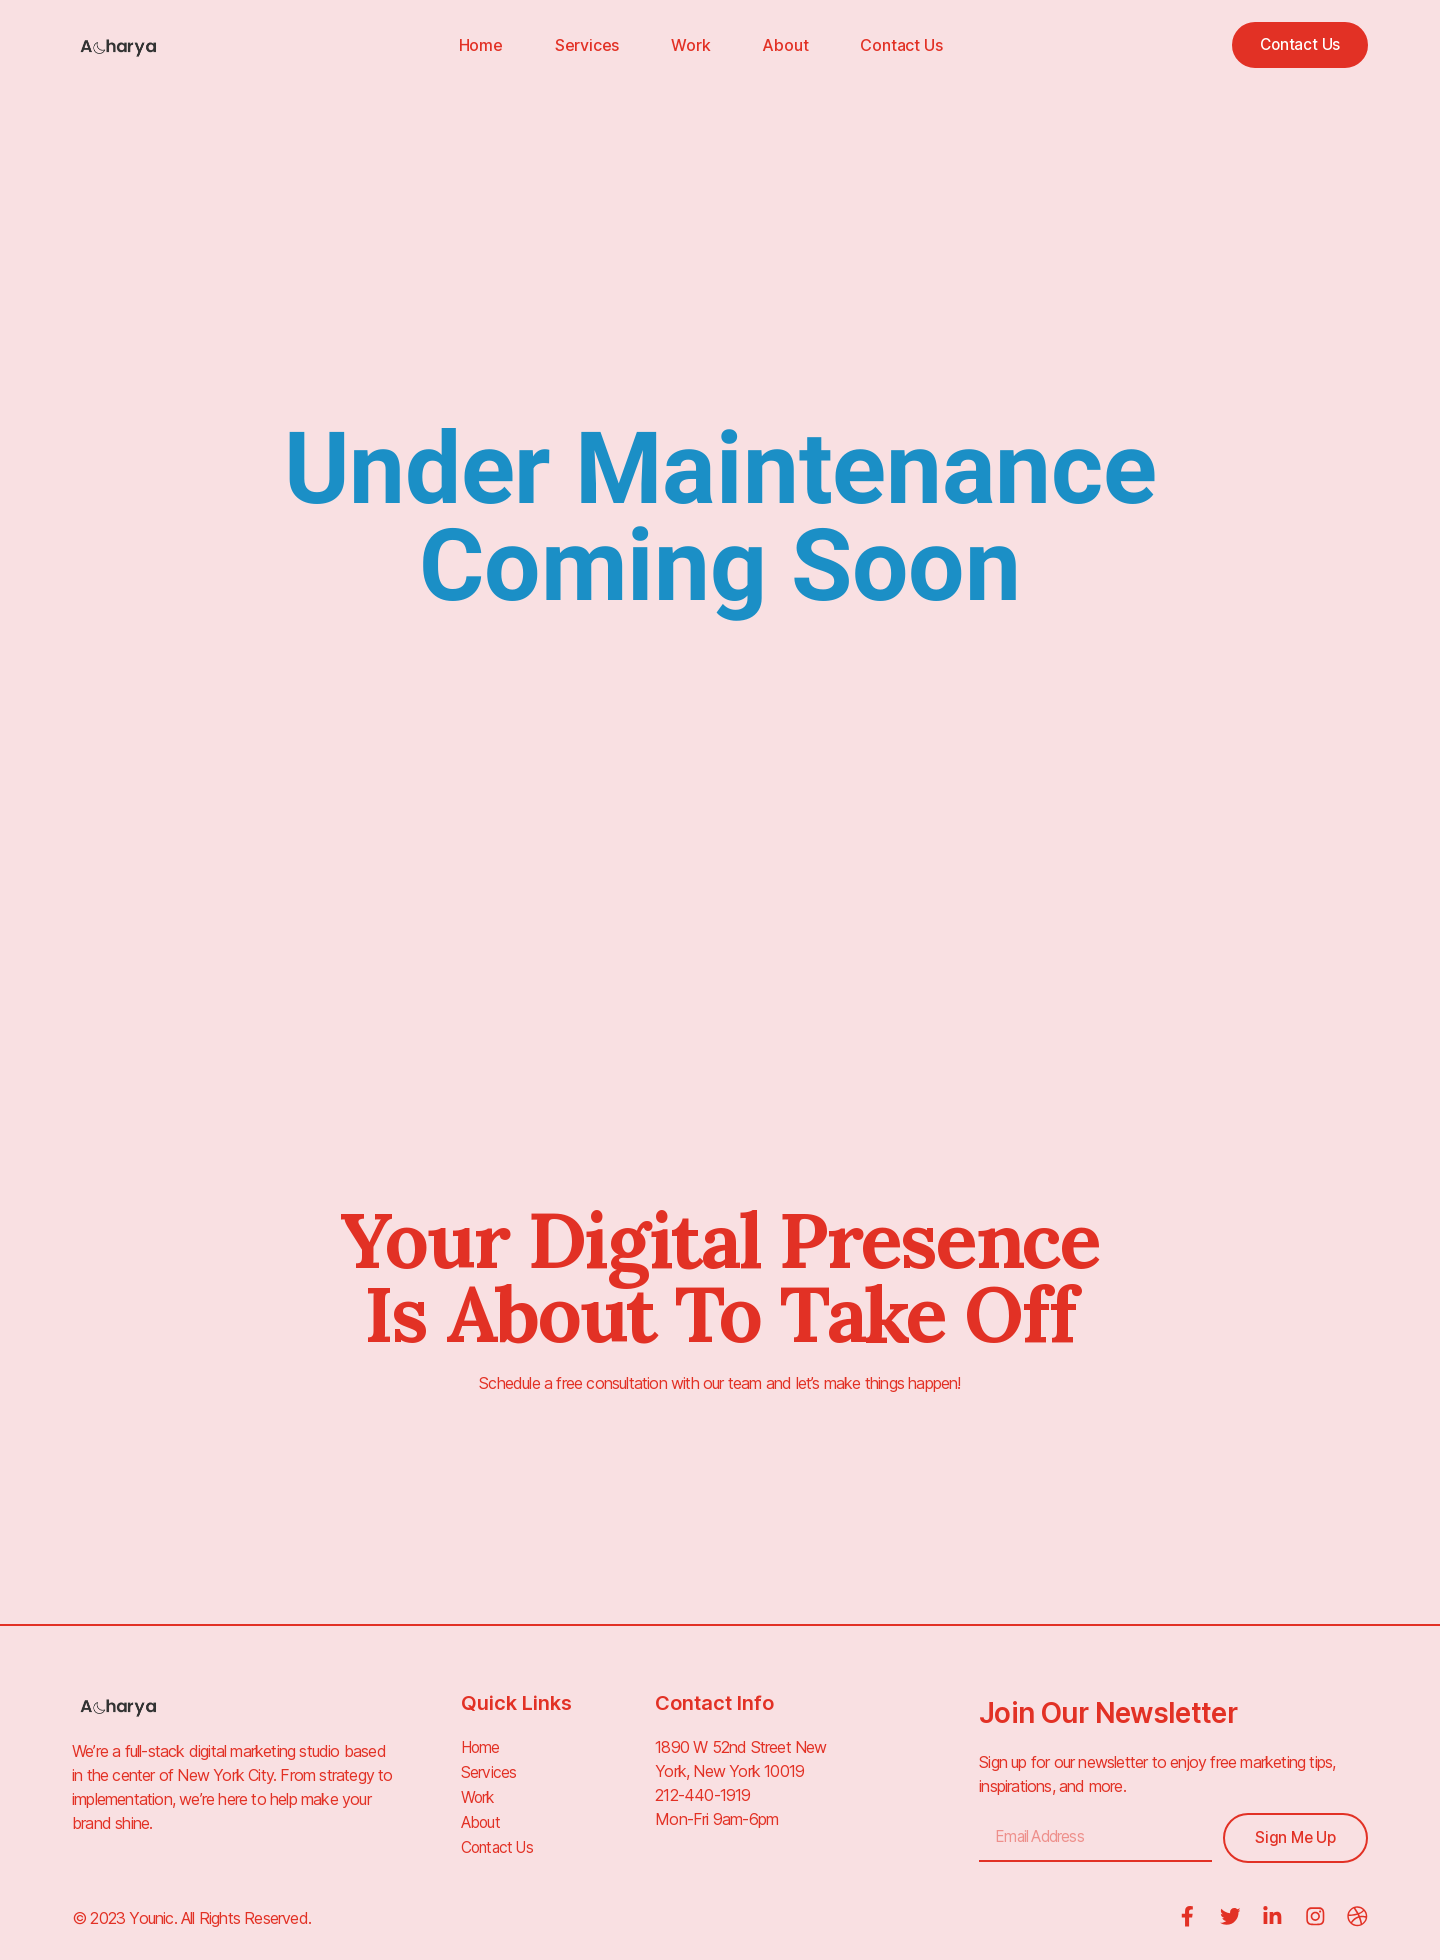 Acharya
Home Services Work About Contact Us
Contact Us
Under Maintenance
Coming Soon
Your Digital Presence
Is About To Take Off
Schedule a free consultation with our team and let’s make things happen!
Acharya
We’re a full-stack digital marketing studio based
in the center of New York City. From strategy to
implementation, we’re here to help make your
brand shine.
Quick Links
Home
Services
Work
About
Contact Us
Contact Info
1890 W 52nd Street New
York, New York 10019
212-440-1919
Mon-Fri 9am-6pm
Join Our Newsletter
Sign up for our newsletter to enjoy free marketing tips,
inspirations, and more.
Email Address
Sign Me Up
© 2023 Younic. All Rights Reserved.